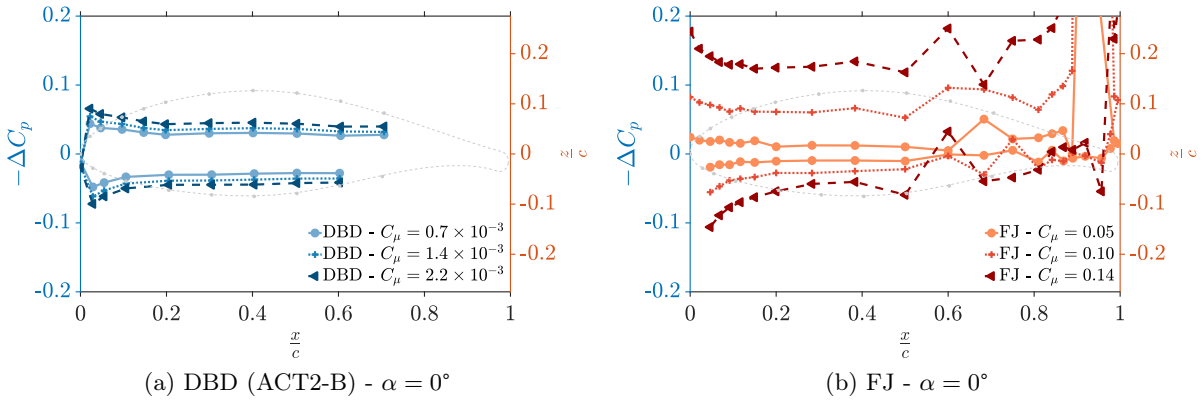 0.2
0.1
0
-0.1
-0.2
−ΔC_p
0.2
0.1
0
-0.1
-0.2
z/c
0 0.2 0.4 0.6 0.8 1
x/c
DBD - C_μ = 0.7 × 10^{-3}
DBD - C_μ = 1.4 × 10^{-3}
DBD - C_μ = 2.2 × 10^{-3}
(a) DBD (ACT2-B) - α = 0°
0.2
0.1
0
-0.1
-0.2
−ΔC_p
0.2
0.1
0
-0.1
-0.2
z/c
0 0.2 0.4 0.6 0.8 1
x/c
FJ - C_μ = 0.05
FJ - C_μ = 0.10
FJ - C_μ = 0.14
(b) FJ - α = 0°